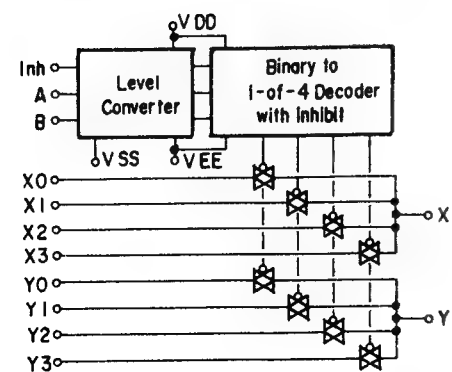 VDD
Inh
A
B
Level
Converter
Binary to
1-of-4 Decoder
with Inhibit
VSS
VEE
X0
X1
X2
X3
X
Y0
Y1
Y2
Y3
Y